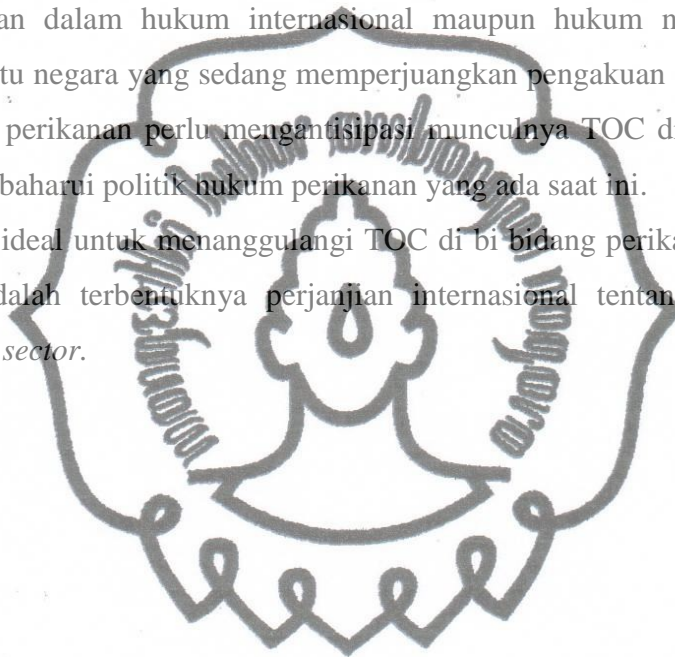 an dalam hukum internasional maupun hukum n
tu negara yang sedang memperjuangkan pengakuan
perikanan perlu mengantisipasi munculnya TOC di
baharui politik hukum perikanan yang ada saat ini.
ideal untuk menanggulangi TOC di bi bidang perika
dalah terbentuknya perjanjian internasional tentan
sector.